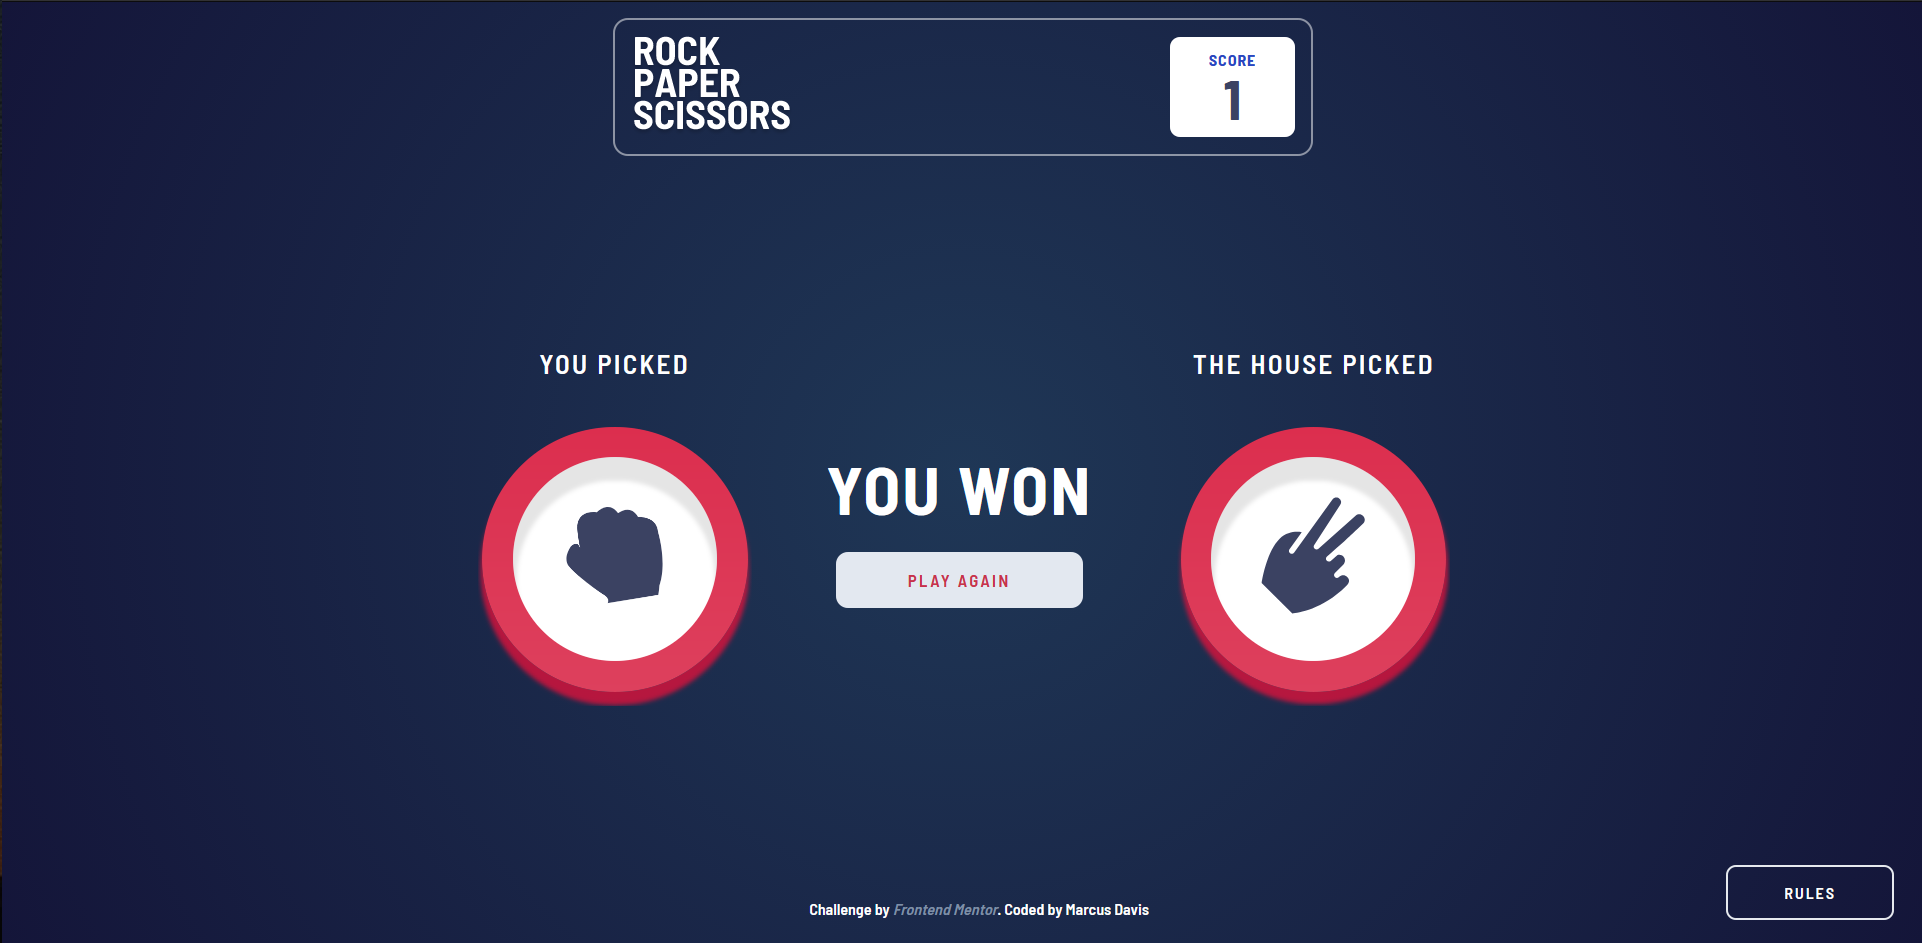 ROCK
PAPER
SCISSORS
SCORE
1
YOU PICKED
THE HOUSE PICKED
YOU WON
PLAY AGAIN
RULES
Challenge by Frontend Mentor. Coded by Marcus Davis